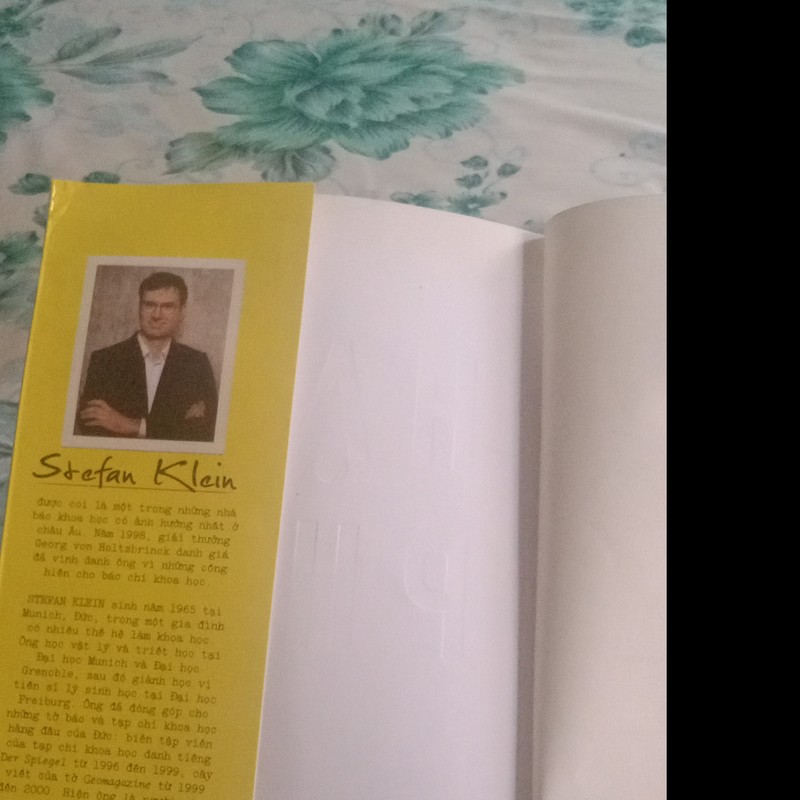 Stefan Klein
được coi là một trong những nhà
báo khoa học có ảnh hưởng nhất ở
châu Âu. Năm 1998, giải thưởng
Georg von Holtzbrinck danh giá
đã vinh danh ông vì những công
hiện cho báo chí khoa học.
STEFAN KLEIN sinh năm 1965 tại
Munich, Đức, trong một gia đình
có nhiều thế hệ làm khoa học.
Ông học vật lý và triết học tại
Đại học Munich và Đại học
Grenoble, sau đó giành học vị
tiến sĩ lý sinh học tại Đại học
Freiburg. Ông đã đóng góp cho
những tờ báo và tạp chí khoa học
hàng đầu của Đức: biên tập viên
của tạp chí khoa học danh tiếng
Der Spiegel từ 1996 đến 1999, cây
viết của tờ Geomagazine từ 1999
đến 2000. Hiện ông là